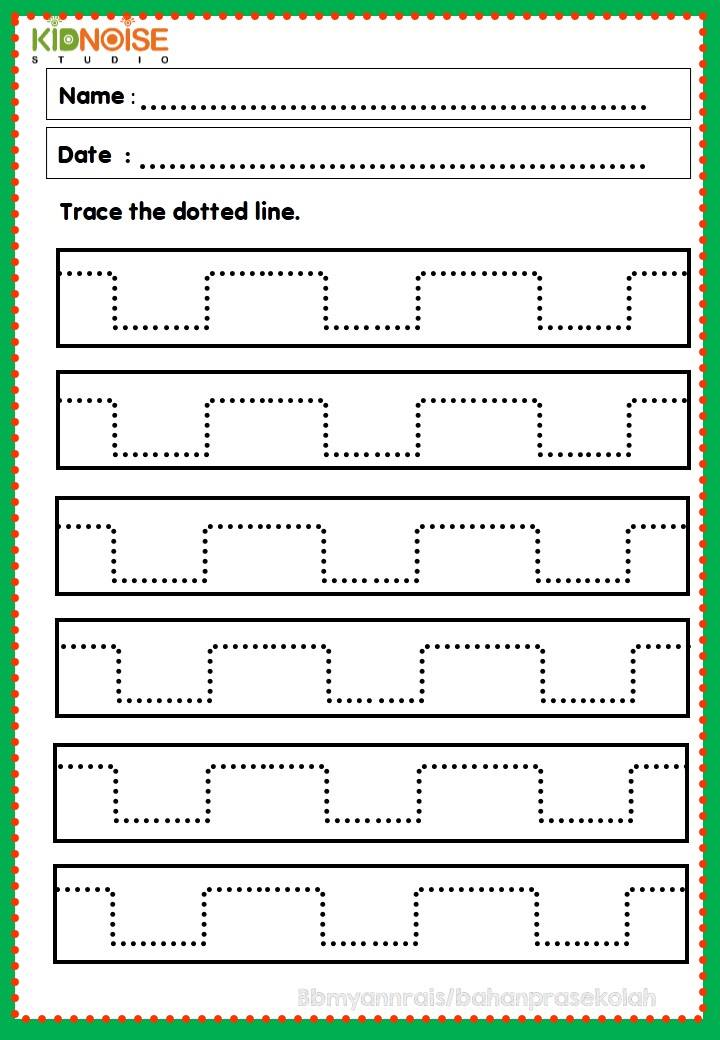 KIDNOISE
STUDIO
Name :
Date :
Trace the dotted line.
Bbmyannrais/bahanprasekolah